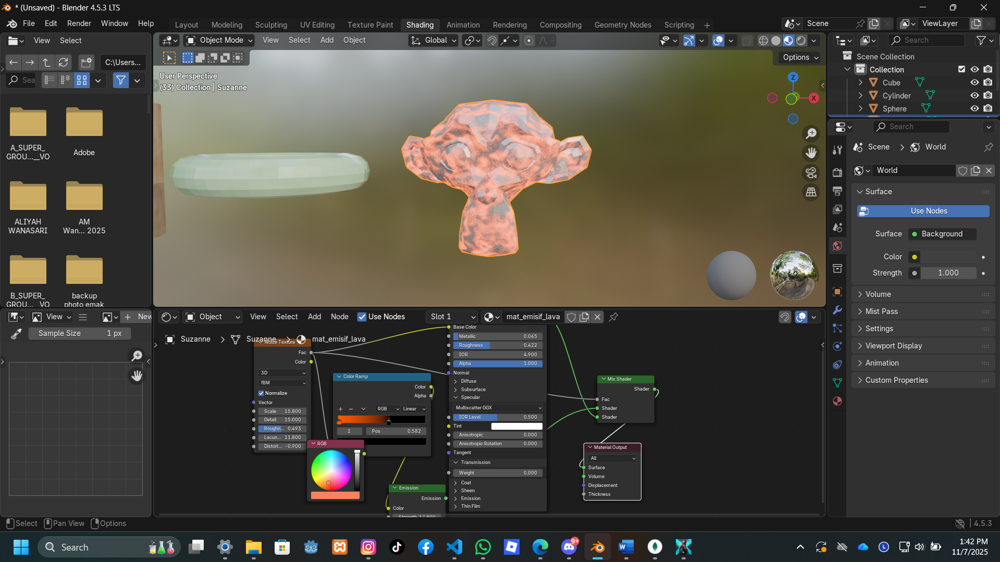 * (Unsaved) - Blender 4.5.3 LTS
File Edit Render Window Help
Layout Modeling Sculpting UV Editing Texture Paint Shading Animation Rendering Compositing Geometry Nodes Scripting
Scene
ViewLayer
View Select
Object Mode View Select Add Object
Global
Search
Options
C:\Users...
Sea
User Perspective
(33) Collection | Suzanne
Z
X
Scene Collection
Collection
Cube
Cylinder
Sphere
A_SUPER_
GROU...__VO
Adobe
ALIYAH
WANASARI
AM
Wan... 2025
B_SUPER_
GROU..._VO
backup
photo emak
Search
Scene > World
World
Surface
Use Nodes
Surface Background
Color
Strength 1.000
Volume
Mist Pass
Settings
Viewport Display
Animation
Custom Properties
View
New
Sample Size 1 px
Object View Select Add Node Use Nodes Slot 1 mat_emisif_lava
Suzanne > Suzanne > mat_emisif_lava
Noise Texture
Fac
Color
3D
fBM
Normalize
Vector
Scale 15.800
Detail 15.000
Roughn... 0.493
Lacun... 11.800
Distort... -0.900
Color Ramp
Color
Alpha
RGB Linear
1 Pos 0.582
RGB
Emission
Emission
Color
Strength 17.800
Base Color
Metallic 0.065
Roughness 0.422
IOR 4.900
Alpha 1.000
Normal
Diffuse
Subsurface
Specular
Multiscatter GGX
IOR Level 0.500
Tint
Anisotropic 0.000
Anisotropic Rotation 0.000
Tangent
Transmission
Weight 0.000
Coat
Sheen
Emission
Thin Film
Mix Shader
Shader
Fac
Shader
Shader
Material Output
All
Surface
Volume
Displacement
Thickness
Select Pan View Options
4.5.3
Search
9+
1:42 PM
11/7/2025